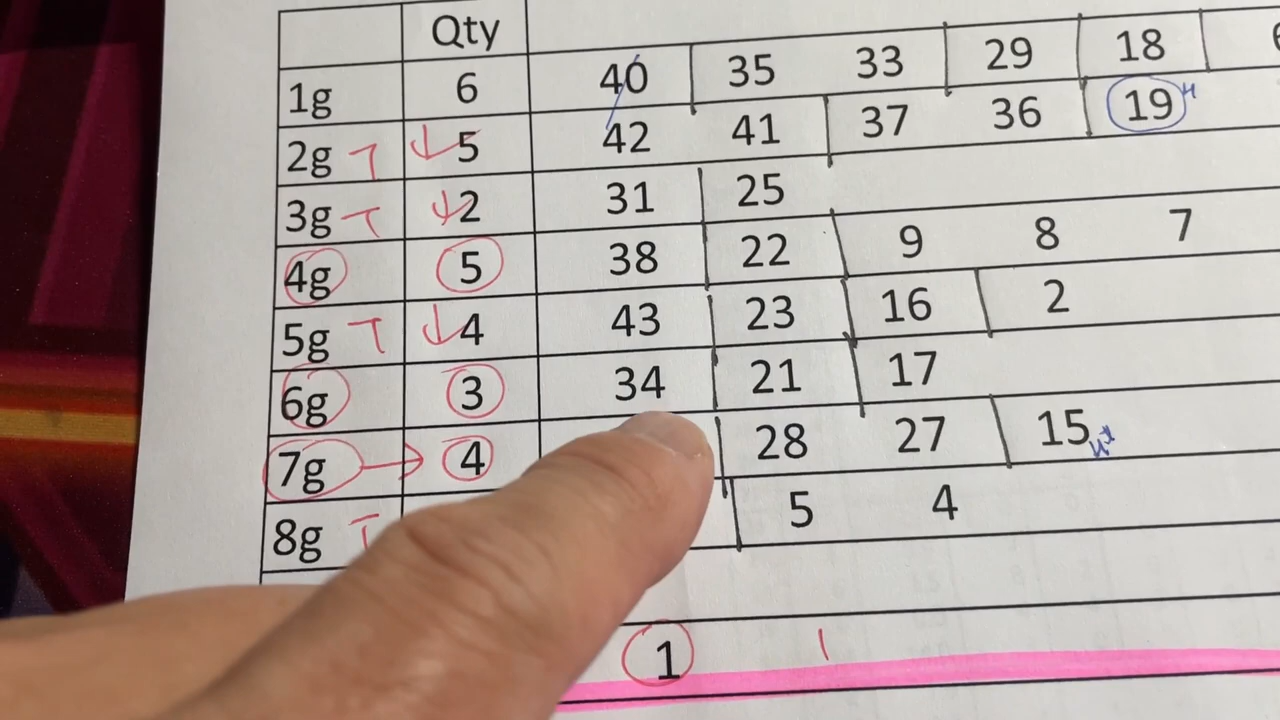 Qty
1g 6 40 35 33 29 18
2g 5 42 41 37 36 19
3g 2 31 25
4g 5 38 22 9 8 7
5g 4 43 23 16 2
6g 3 34 21 17
7g 4 28 27 15
8g 5 4
1